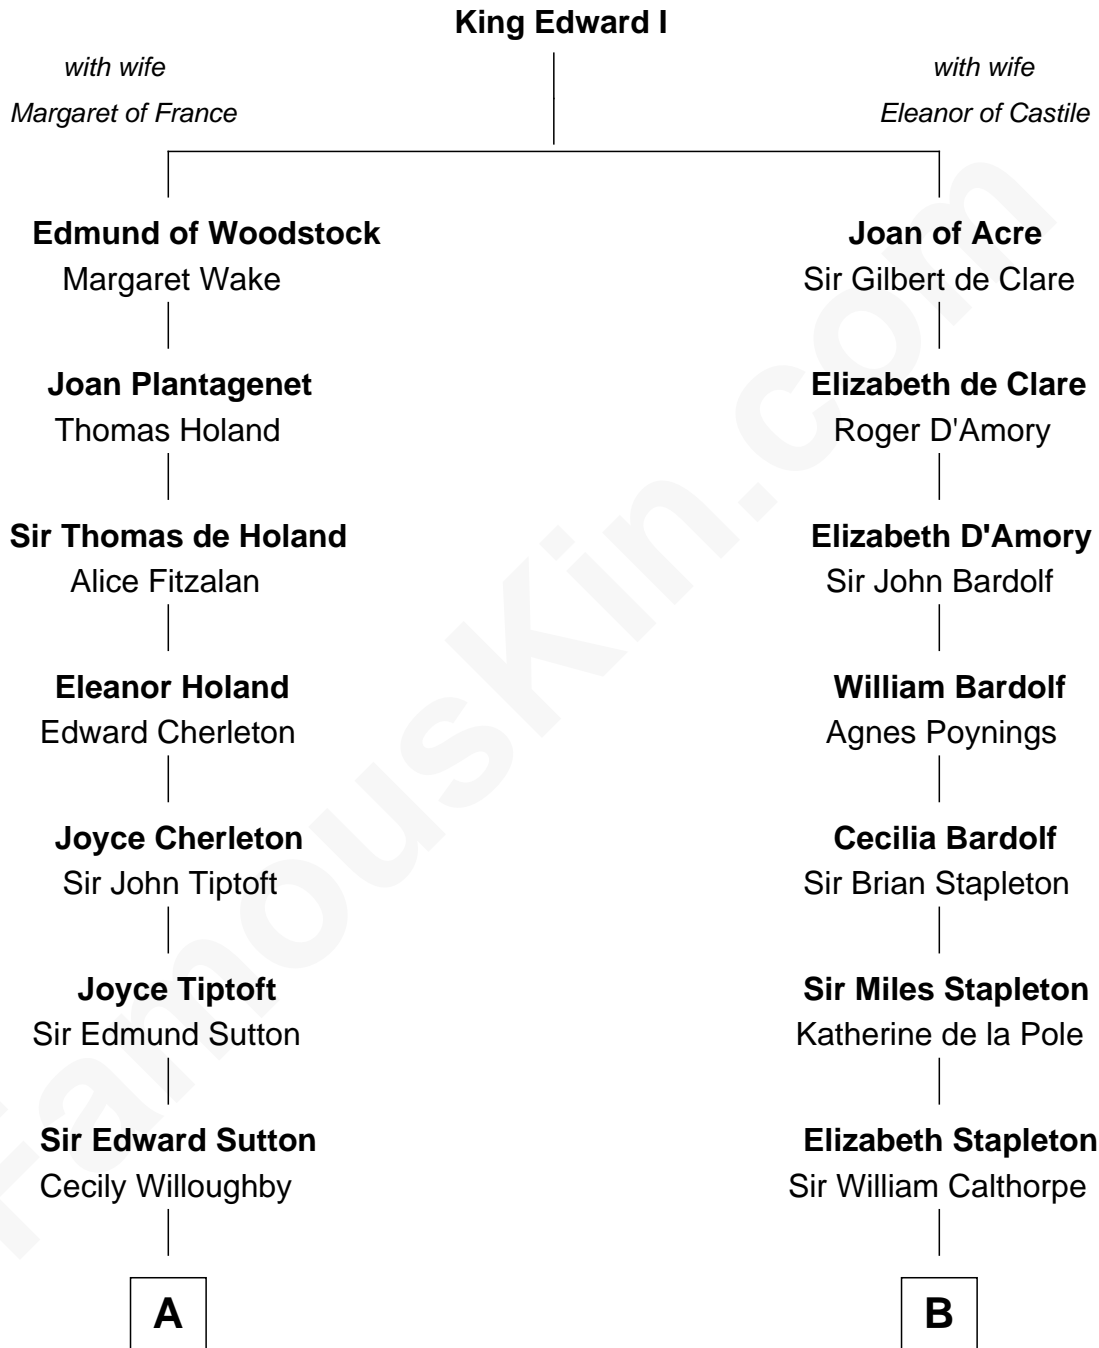 King Edward I
with wife
Margaret of France
with wife
Eleanor of Castile
Edmund of Woodstock
Margaret Wake
Joan of Acre
Sir Gilbert de Clare
Joan Plantagenet
Thomas Holand
Elizabeth de Clare
Roger D'Amory
Sir Thomas de Holand
Alice Fitzalan
Elizabeth D'Amory
Sir John Bardolf
Eleanor Holand
Edward Cherleton
William Bardolf
Agnes Poynings
Joyce Cherleton
Sir John Tiptoft
Cecilia Bardolf
Sir Brian Stapleton
Joyce Tiptoft
Sir Edmund Sutton
Sir Miles Stapleton
Katherine de la Pole
Sir Edward Sutton
Cecily Willoughby
Elizabeth Stapleton
Sir William Calthorpe
A
B
FamousKin.com